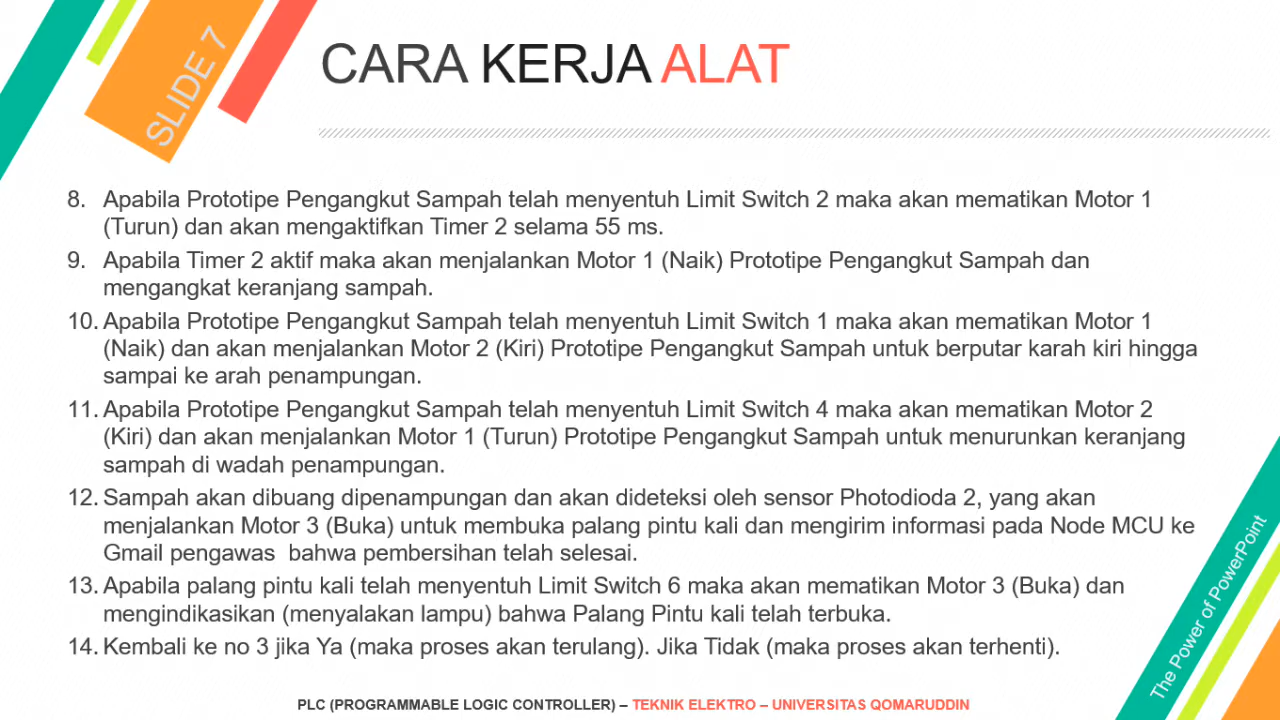 SLIDE 7
CARA KERJA ALAT
8. Apabila Prototipe Pengangkut Sampah telah menyentuh Limit Switch 2 maka akan mematikan Motor 1
(Turun) dan akan mengaktifkan Timer 2 selama 55 ms.
9. Apabila Timer 2 aktif maka akan menjalankan Motor 1 (Naik) Prototipe Pengangkut Sampah dan
mengangkat keranjang sampah.
10. Apabila Prototipe Pengangkut Sampah telah menyentuh Limit Switch 1 maka akan mematikan Motor 1
(Naik) dan akan menjalankan Motor 2 (Kiri) Prototipe Pengangkut Sampah untuk berputar karah kiri hingga
sampai ke arah penampungan.
11. Apabila Prototipe Pengangkut Sampah telah menyentuh Limit Switch 4 maka akan mematikan Motor 2
(Kiri) dan akan menjalankan Motor 1 (Turun) Prototipe Pengangkut Sampah untuk menurunkan keranjang
sampah di wadah penampungan.
12. Sampah akan dibuang dipenampungan dan akan dideteksi oleh sensor Photodioda 2, yang akan
menjalankan Motor 3 (Buka) untuk membuka palang pintu kali dan mengirim informasi pada Node MCU ke
Gmail pengawas  bahwa pembersihan telah selesai.
13. Apabila palang pintu kali telah menyentuh Limit Switch 6 maka akan mematikan Motor 3 (Buka) dan
mengindikasikan (menyalakan lampu) bahwa Palang Pintu kali telah terbuka.
14. Kembali ke no 3 jika Ya (maka proses akan terulang). Jika Tidak (maka proses akan terhenti).
The Power of PowerPoint
PLC (PROGRAMMABLE LOGIC CONTROLLER) – TEKNIK ELEKTRO – UNIVERSITAS QOMARUDDIN